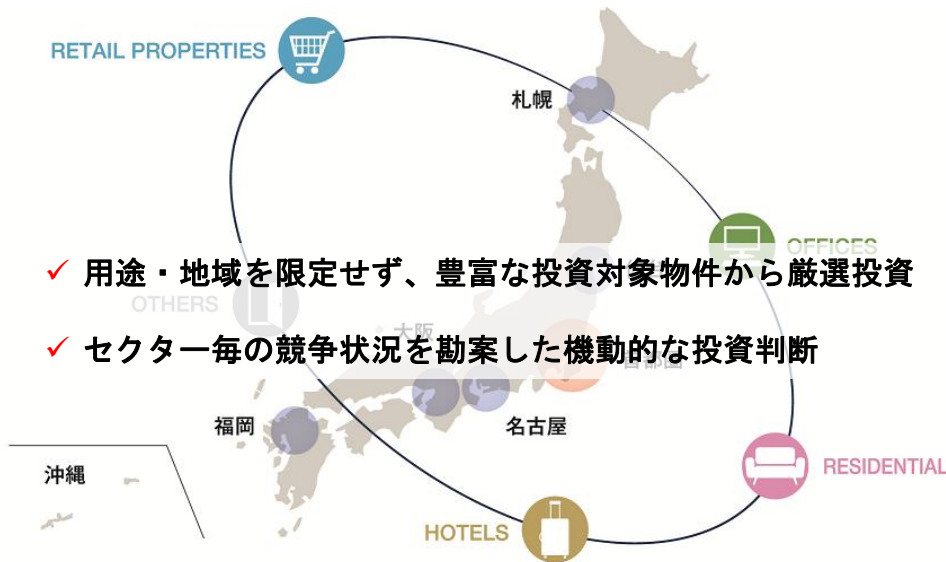 RETAIL PROPERTIES
札幌
OFFICES
✓ 用途・地域を限定せず、豊富な投資対象物件から厳選投資
OTHERS
大阪
✓ セクター毎の競争状況を勘案した機動的な投資判断
首都圏
福岡
名古屋
沖縄
RESIDENTIAL
HOTELS